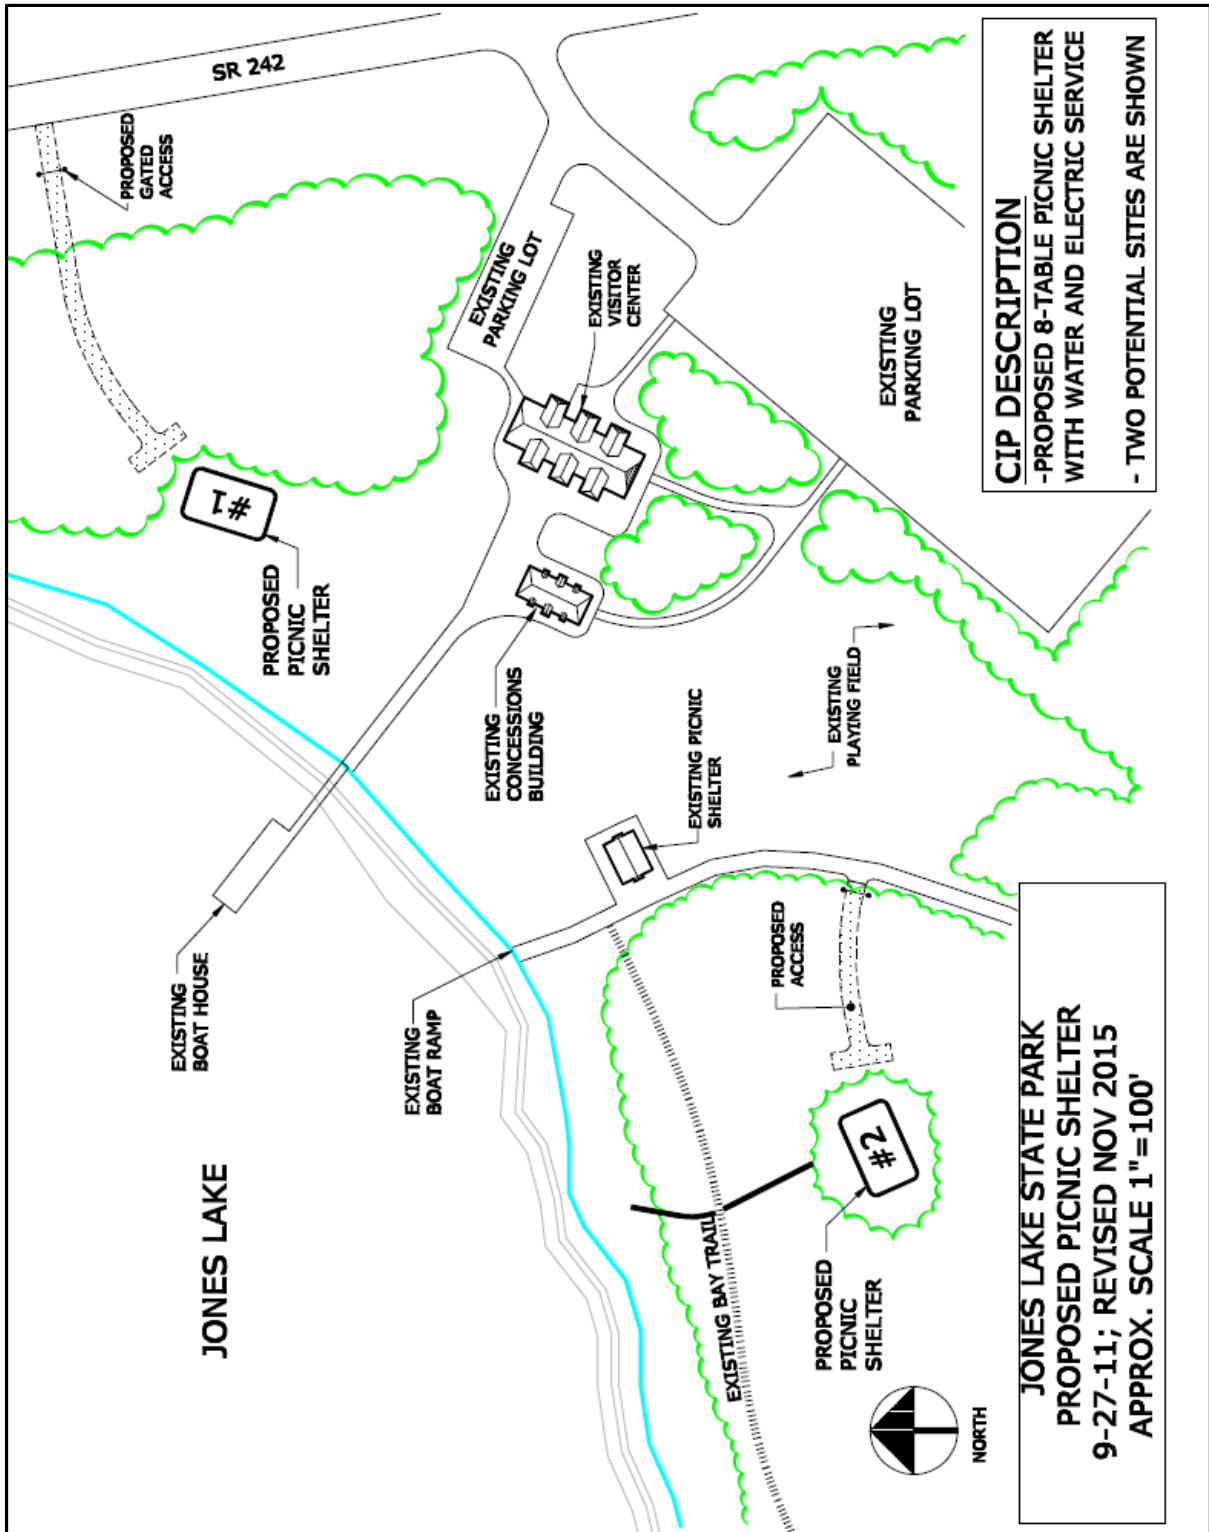 SR 242
PROPOSED
GATED
ACCESS
EXISTING
PARKING LOT
EXISTING
VISITOR
CENTER
EXISTING
PARKING LOT
CIP DESCRIPTION
-PROPOSED 8-TABLE PICNIC SHELTER
WITH WATER AND ELECTRIC SERVICE
- TWO POTENTIAL SITES ARE SHOWN
#1
PROPOSED
PICNIC
SHELTER
EXISTING
CONCESSIONS
BUILDING
EXISTING PICNIC
SHELTER
EXISTING
PLAYING FIELD
EXISTING
BOAT HOUSE
EXISTING
BOAT RAMP
PROPOSED
ACCESS
JONES LAKE
EXISTING BAY TRAIL
#2
PROPOSED
PICNIC
SHELTER
NORTH
JONES LAKE STATE PARK
PROPOSED PICNIC SHELTER
9-27-11; REVISED NOV 2015
APPROX. SCALE 1"=100'